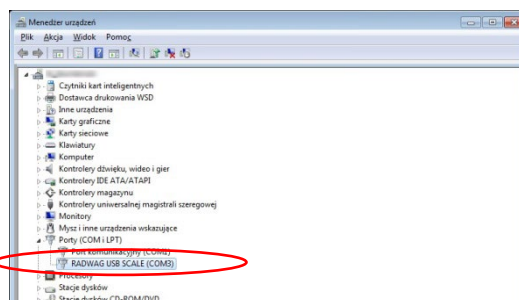 Menedżer urządzeń
Plik Akcja Widok Pomoc
Czytniki kart inteligentnych
Dostawca drukowania WSD
Inne urządzenia
Karty graficzne
Karty sieciowe
Klawiatury
Komputer
Kontrolery dźwięku, wideo i gier
Kontrolery IDE ATA/ATAPI
Kontrolery magazynu
Kontrolery uniwersalnej magistrali szeregowej
Monitory
Mysz i inne urządzenia wskazujące
Porty (COM i LPT)
Port komunikacyjny (COM2)
RADWAG USB SCALE (COM3)
Procesory
Stacje dysków
Stacje dysków CD-ROM/DVD